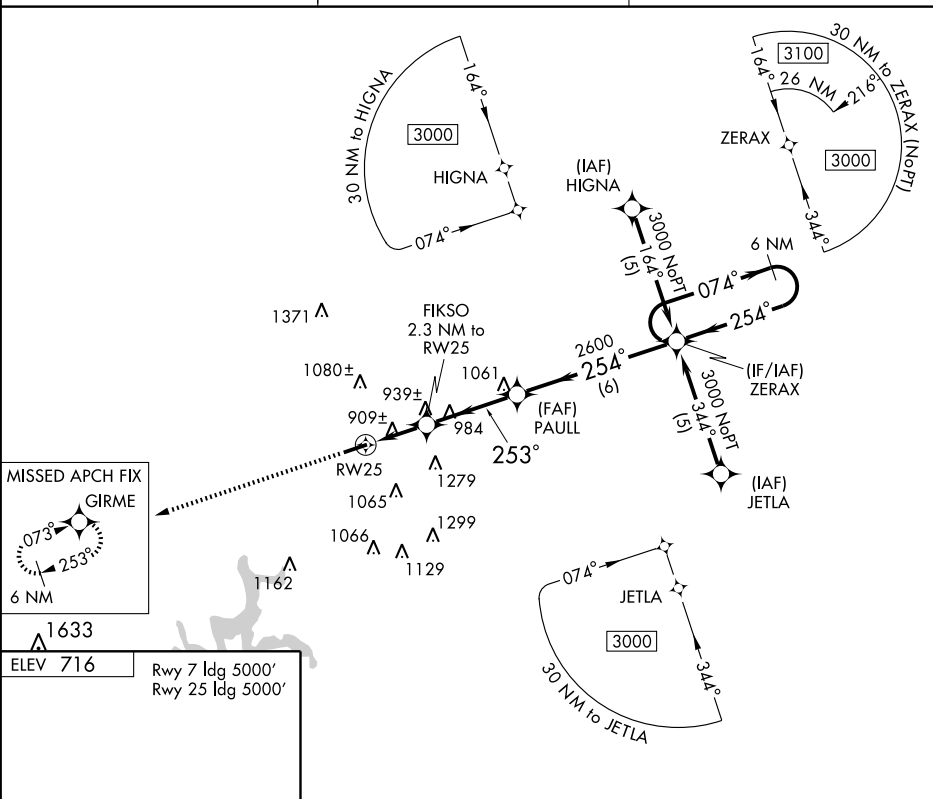 30 NM to HIGNA
164°
3000
HIGNA
074°
30 NM to ZERAX (NoPT)
3100
164°
26 NM
216°
ZERAX
3000
344°
(IAF)
HIGNA
3000 NoPT
164°
(5)
6 NM
074°
254°
1371
FIKSO
2.3 NM to
RW25
1080±
939±
1061
2600
254°
(6)
(IF/IAF)
ZERAX
909±
984
(FAF)
PAULL
253°
3000 NoPT
344°
(5)
RW25
1279
1065
(IAF)
JETLA
MISSED APCH FIX
GIRME
073°
253°
6 NM
1299
1066
1129
1162
074°
JETLA
3000
344°
30 NM to JETLA
1633
ELEV 716
Rwy 7 ldg 5000'
Rwy 25 ldg 5000'